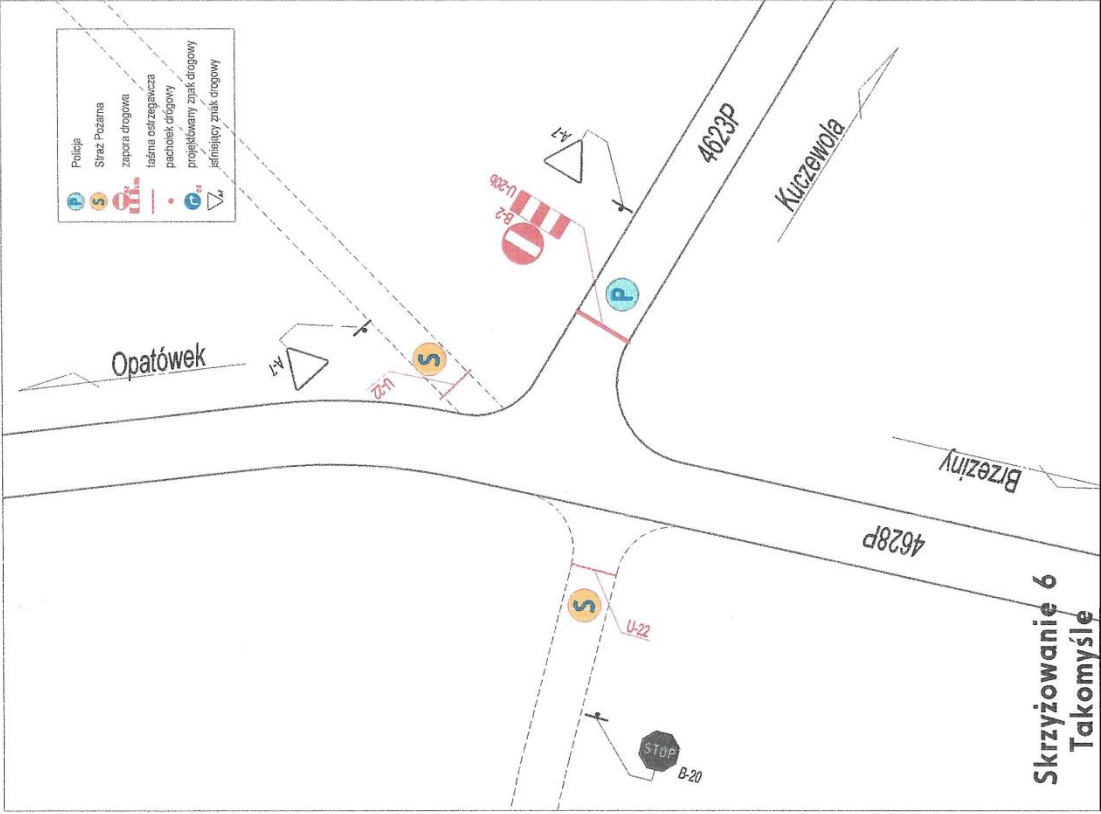 Policja
P
Straż Pożarna
S
zapora drogowa
taśma ostrzegawcza
pachołek drogowy
projektowany znak drogowy
istniejący znak drogowy
Opatówek
A-7
U-22
S
B-2
U-20b
A-7
P
4623P
Kuczewola
Brzeziny
4628P
S
U-22
STOP
B-20
Skrzyżowanie 6
Takomyśle